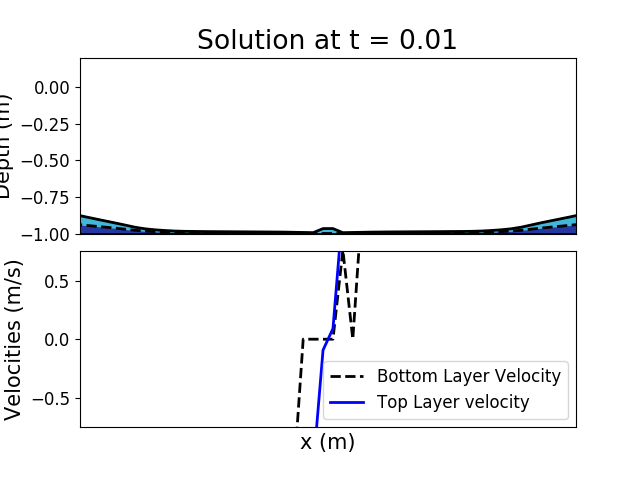 Solution at t = 0.01
Depth (m)
0.00
−0.25
−0.50
−0.75
−1.00
Velocities (m/s)
0.5
0.0
−0.5
Bottom Layer Velocity
Top Layer velocity
x (m)